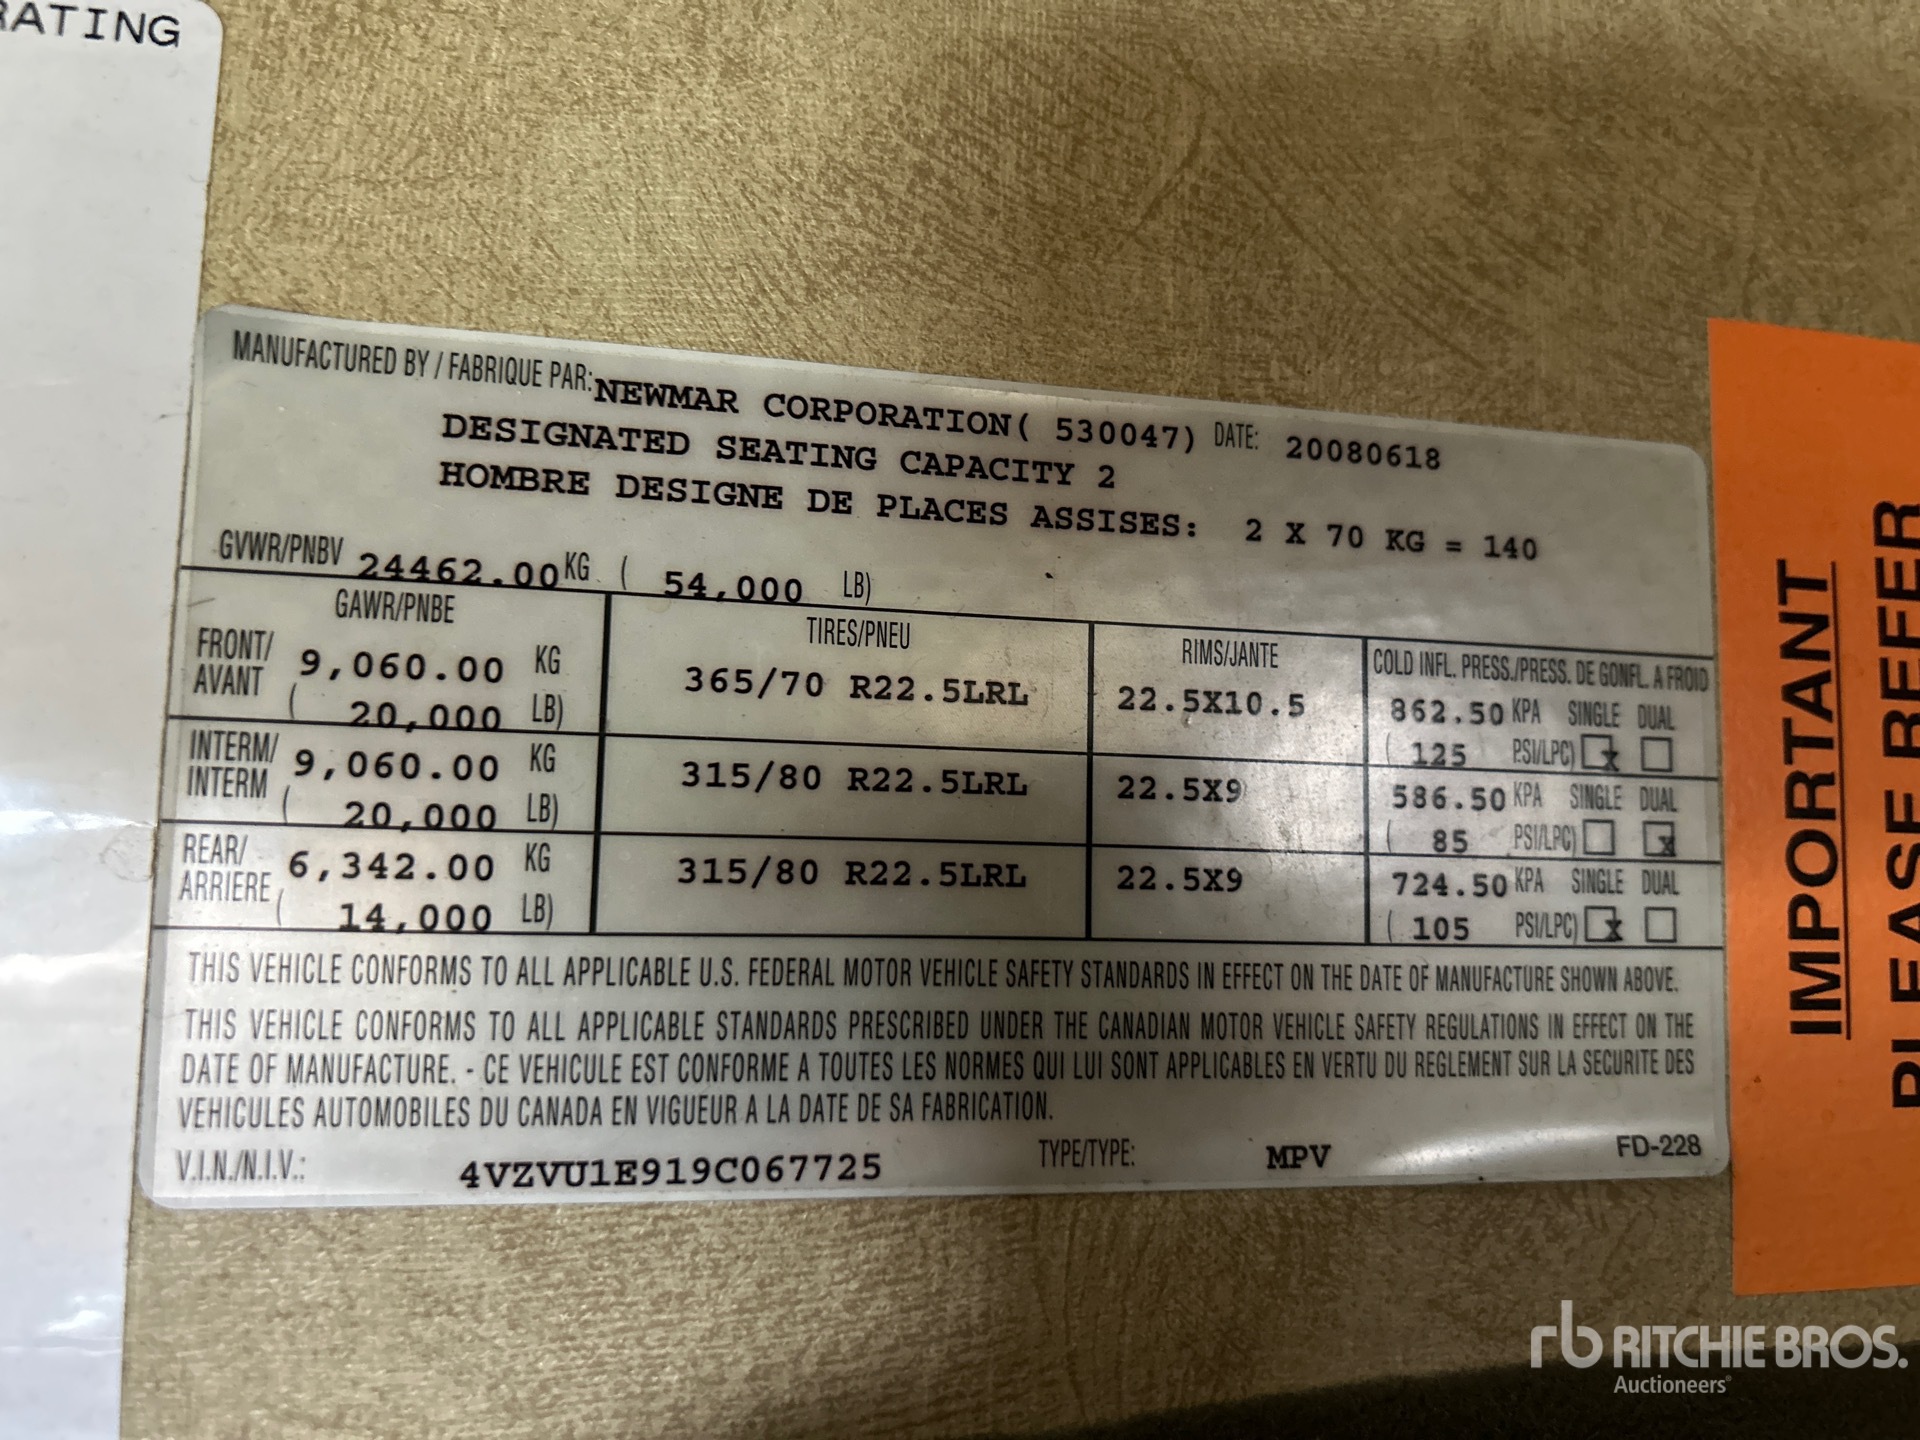 RATING
MANUFACTURED BY / FABRIQUE PAR: NEWMAR CORPORATION( 530047) DATE: 20080618
DESIGNATED SEATING CAPACITY 2
HOMBRE DESIGNE DE PLACES ASSISES: 2 X 70 KG = 140
GVWR/PNBV 24462.00 KG ( 54,000 LB)
GAWR/PNBE TIRES/PNEU RIMS/JANTE COLD INFL. PRESS./PRESS. DE GONFL. A FROID
FRONT/ AVANT 9,060.00 KG 365/70 R22.5LRL 22.5X10.5 862.50 KPA SINGLE DUAL
( 20,000 LB) ( 125 PSI/LPC) X
INTERM/ INTERM 9,060.00 KG 315/80 R22.5LRL 22.5X9 586.50 KPA SINGLE DUAL
( 20,000 LB) ( 85 PSI/LPC) X
REAR/ ARRIERE 6,342.00 KG 315/80 R22.5LRL 22.5X9 724.50 KPA SINGLE DUAL
( 14,000 LB) ( 105 PSI/LPC) X
THIS VEHICLE CONFORMS TO ALL APPLICABLE U.S. FEDERAL MOTOR VEHICLE SAFETY STANDARDS IN EFFECT ON THE DATE OF MANUFACTURE SHOWN ABOVE.
THIS VEHICLE CONFORMS TO ALL APPLICABLE STANDARDS PRESCRIBED UNDER THE CANADIAN MOTOR VEHICLE SAFETY REGULATIONS IN EFFECT ON THE
DATE OF MANUFACTURE. - CE VEHICULE EST CONFORME A TOUTES LES NORMES QUI LUI SONT APPLICABLES EN VERTU DU REGLEMENT SUR LA SECURITE DES
VEHICULES AUTOMOBILES DU CANADA EN VIGUEUR A LA DATE DE SA FABRICATION.
V.I.N./N.I.V.: 4VZVU1E919C067725 TYPE/TYPE: MPV FD-228
IMPORTANT
PLEASE REFER
rb RITCHIE BROS.
Auctioneers